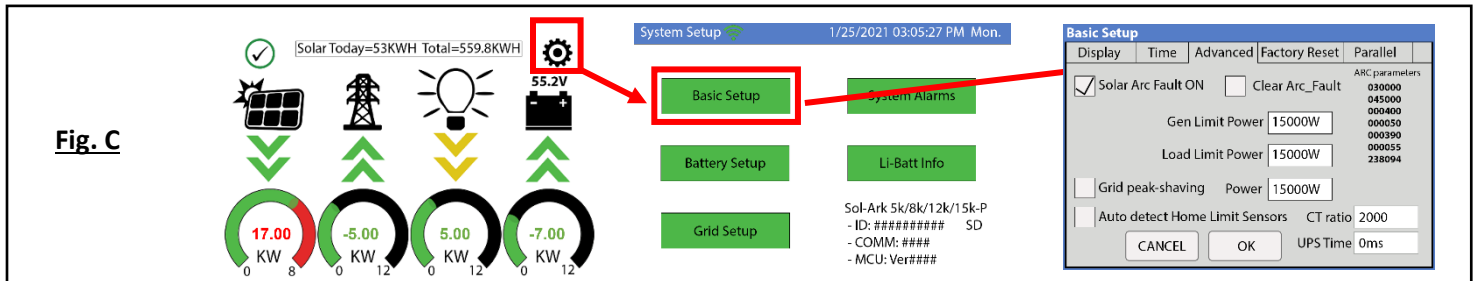 Fig. C
Solar Today=53KWH Total=559.8KWH
55.2V
- +
17.00
KW
0 8
-5.00
KW
0 12
5.00
KW
0 12
-7.00
KW
0 12
System Setup 1/25/2021 03:05:27 PM Mon.
Basic Setup
System Alarms
Battery Setup
Li-Batt Info
Grid Setup
Sol-Ark 5k/8k/12k/15k-P
- ID: ########## SD
- COMM: ####
- MCU: Ver####
Basic Setup
Display Time Advanced Factory Reset Parallel
Solar Arc Fault ON
Clear Arc_Fault
ARC parameters
030000
045000
000400
000050
000390
000055
238094
Gen Limit Power 15000W
Load Limit Power 15000W
Grid peak-shaving Power 15000W
Auto detect Home Limit Sensors CT ratio 2000
CANCEL OK UPS Time 0ms